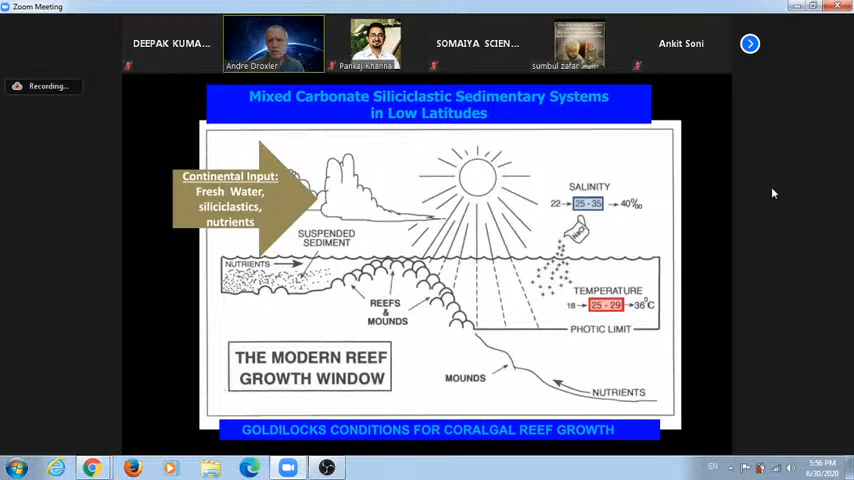 Zoom Meeting
DEEPAK KUMA...
Andre Droxler
Pankaj Khanna
SOMAIYA SCIEN...
sumbul zafar
Ankit Soni
Recording...
Mixed Carbonate Siliciclastic Sedimentary Systems
in Low Latitudes
Continental Input:
Fresh Water,
siliciclastics,
nutrients
SALINITY
22 → 25 - 35 → 40‰
NaCl
SUSPENDED
SEDIMENT
NUTRIENTS
REEFS
&
MOUNDS
TEMPERATURE
18 → 25 - 29 → 36°C
PHOTIC LIMIT
THE MODERN REEF
GROWTH WINDOW
MOUNDS
NUTRIENTS
GOLDILOCKS CONDITIONS FOR CORALGAL REEF GROWTH
EN
5:56 PM
6/30/2020